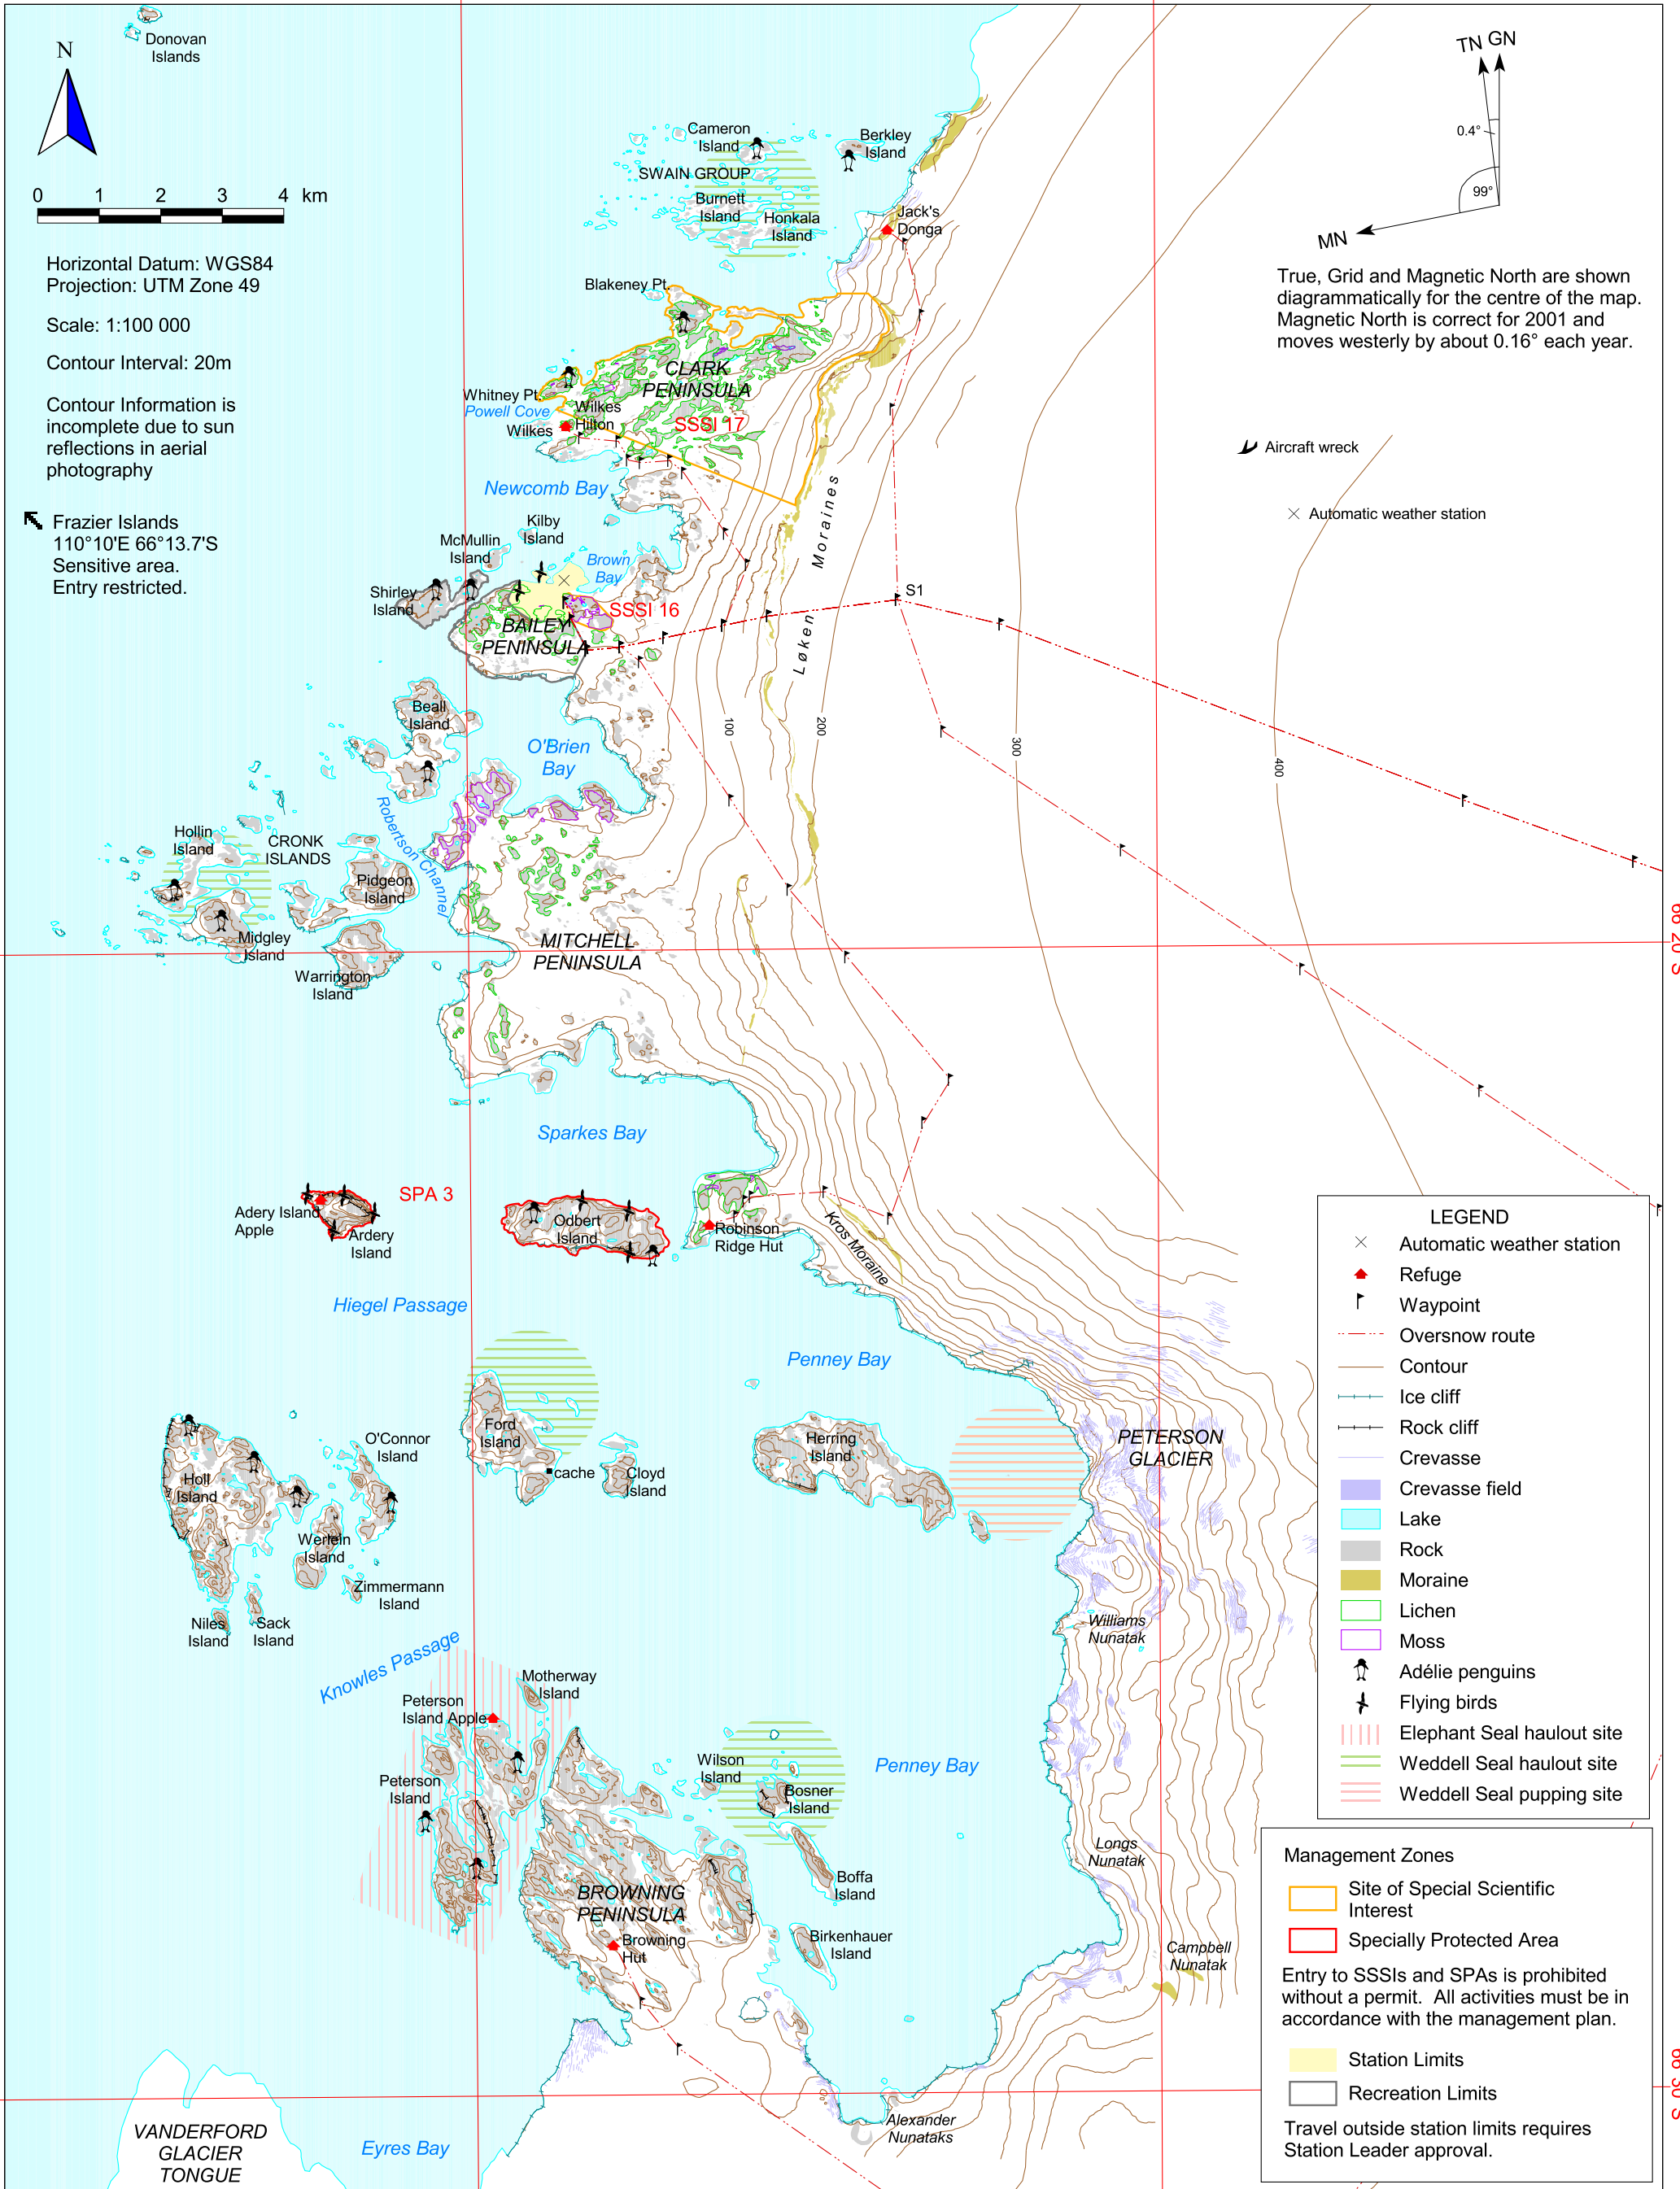 Donovan
Islands
N
0 1 2 3 4 km
Horizontal Datum: WGS84
Projection: UTM Zone 49
Scale: 1:100 000
Contour Interval: 20m
Contour Information is
incomplete due to sun
reflections in aerial
photography
Frazier Islands
110°10'E 66°13.7'S
Sensitive area.
Entry restricted.
TN GN
0.4°
99°
MN
True, Grid and Magnetic North are shown
diagrammatically for the centre of the map.
Magnetic North is correct for 2001 and
moves westerly by about 0.16° each year.
Cameron
Island
Berkley
Island
SWAIN GROUP
Burnett
Island
Honkala
Island
Jack's
Donga
Blakeney Pt.
CLARK
PENINSULA
Whitney Pt.
Powell Cove
Wilkes
Wilkes
Hilton
SSSI 17
Aircraft wreck
Automatic weather station
Newcomb Bay
Løken Moraines
Kilby
Island
McMullin
Island
Brown
Bay
Shirley
Island
SSSI 16
S1
BAILEY
PENINSULA
Beall
Island
O'Brien
Bay
100
200
300
400
Robertson Channel
Hollin
Island
CRONK
ISLANDS
Pidgeon
Island
Midgley
Island
Warrington
Island
MITCHELL
PENINSULA
66 20' S
Sparkes Bay
SPA 3
Adery Island
Apple
Ardery
Island
Odbert
Island
Robinson
Ridge Hut
Kros Moraine
Hiegel Passage
Penney Bay
Ford
Island
cache
Cloyd
Island
Herring
Island
PETERSON
GLACIER
O'Connor
Island
Holl
Island
Werlein
Island
Zimmermann
Island
Niles
Island
Sack
Island
Williams
Nunatak
Knowles Passage
Motherway
Island
Peterson
Island Apple
Peterson
Island
Wilson
Island
Bosner
Island
Penney Bay
Boffa
Island
Longs
Nunatak
BROWNING
PENINSULA
Browning
Hut
Birkenhauer
Island
Campbell
Nunatak
66 30' S
Alexander
Nunataks
VANDERFORD
GLACIER
TONGUE
Eyres Bay
LEGEND
Automatic weather station
Refuge
Waypoint
Oversnow route
Contour
Ice cliff
Rock cliff
Crevasse
Crevasse field
Lake
Rock
Moraine
Lichen
Moss
Adélie penguins
Flying birds
Elephant Seal haulout site
Weddell Seal haulout site
Weddell Seal pupping site
Management Zones
Site of Special Scientific
Interest
Specially Protected Area
Entry to SSSIs and SPAs is prohibited
without a permit. All activities must be in
accordance with the management plan.
Station Limits
Recreation Limits
Travel outside station limits requires
Station Leader approval.